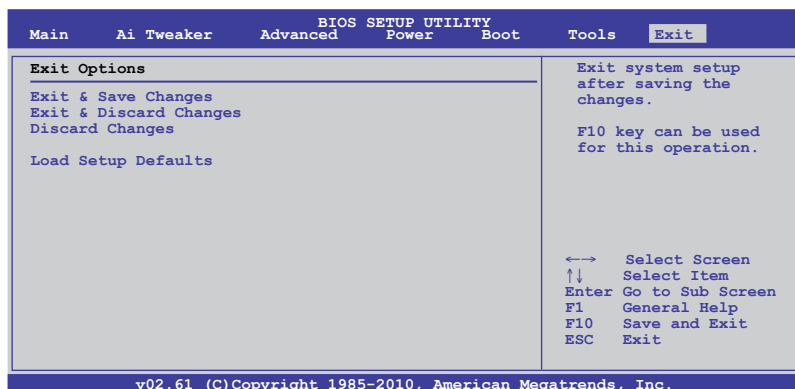 BIOS SETUP UTILITY
Main Ai Tweaker Advanced Power Boot Tools Exit
Exit Options
Exit & Save Changes
Exit & Discard Changes
Discard Changes
Load Setup Defaults
Exit system setup
after saving the
changes.
F10 key can be used
for this operation.
←→ Select Screen
↑↓ Select Item
Enter Go to Sub Screen
F1 General Help
F10 Save and Exit
ESC Exit
v02.61 (C)Copyright 1985-2010, American Megatrends, Inc.